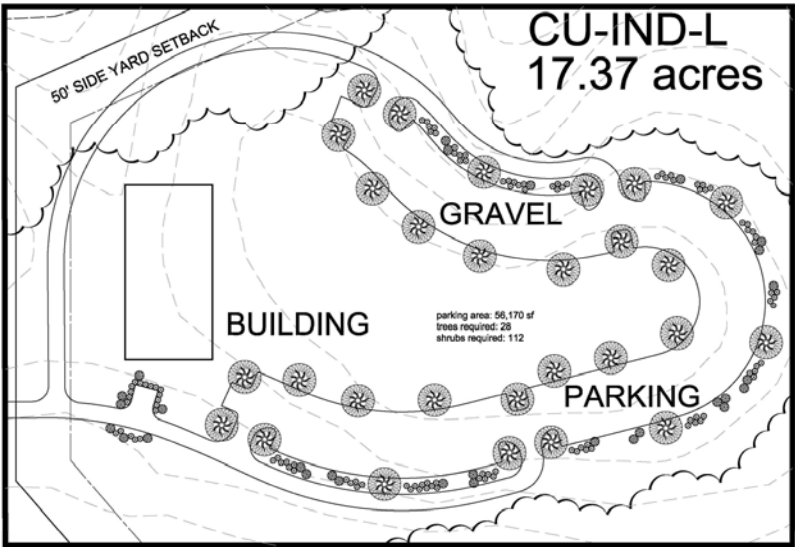 CU-IND-L
17.37 acres
50' SIDE YARD SETBACK
GRAVEL
BUILDING
parking area: 56,170 sf
trees required: 28
shrubs required: 112
PARKING